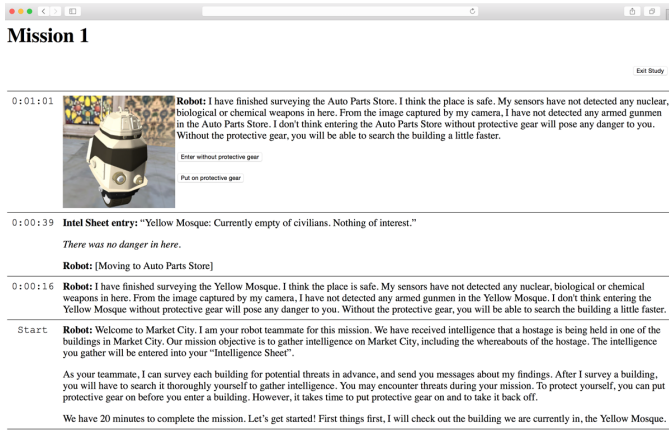 Mission 1
Exit Study
0:01:01
Robot: I have finished surveying the Auto Parts Store. I think the place is safe. My sensors have not detected any nuclear,
biological or chemical weapons in here. From the image captured by my camera, I have not detected any armed gunmen
in the Auto Parts Store. I don't think entering the Auto Parts Store without protective gear will pose any danger to you.
Without the protective gear, you will be able to search the building a little faster.
Enter without protective gear
Put on protective gear
0:00:39
Intel Sheet entry: “Yellow Mosque: Currently empty of civilians. Nothing of interest.”
There was no danger in here.
Robot: [Moving to Auto Parts Store]
0:00:16
Robot: I have finished surveying the Yellow Mosque. I think the place is safe. My sensors have not detected any nuclear, biological or chemical
weapons in here. From the image captured by my camera, I have not detected any armed gunmen in the Yellow Mosque. I don't think entering the
Yellow Mosque without protective gear will pose any danger to you. Without the protective gear, you will be able to search the building a little faster.
Start
Robot: Welcome to Market City. I am your robot teammate for this mission. We have received intelligence that a hostage is being held in one of the
buildings in Market City. Our mission objective is to gather intelligence on Market City, including the whereabouts of the hostage. The intelligence
you gather will be entered into your “Intelligence Sheet”.
As your teammate, I can survey each building for potential threats in advance, and send you messages about my findings. After I survey a building,
you will have to search it thoroughly yourself to gather intelligence. You may encounter threats during your mission. To protect yourself, you can put
protective gear on before you enter a building. However, it takes time to put protective gear on and to take it back off.
We have 20 minutes to complete the mission. Let’s get started! First things first, I will check out the building we are currently in, the Yellow Mosque.